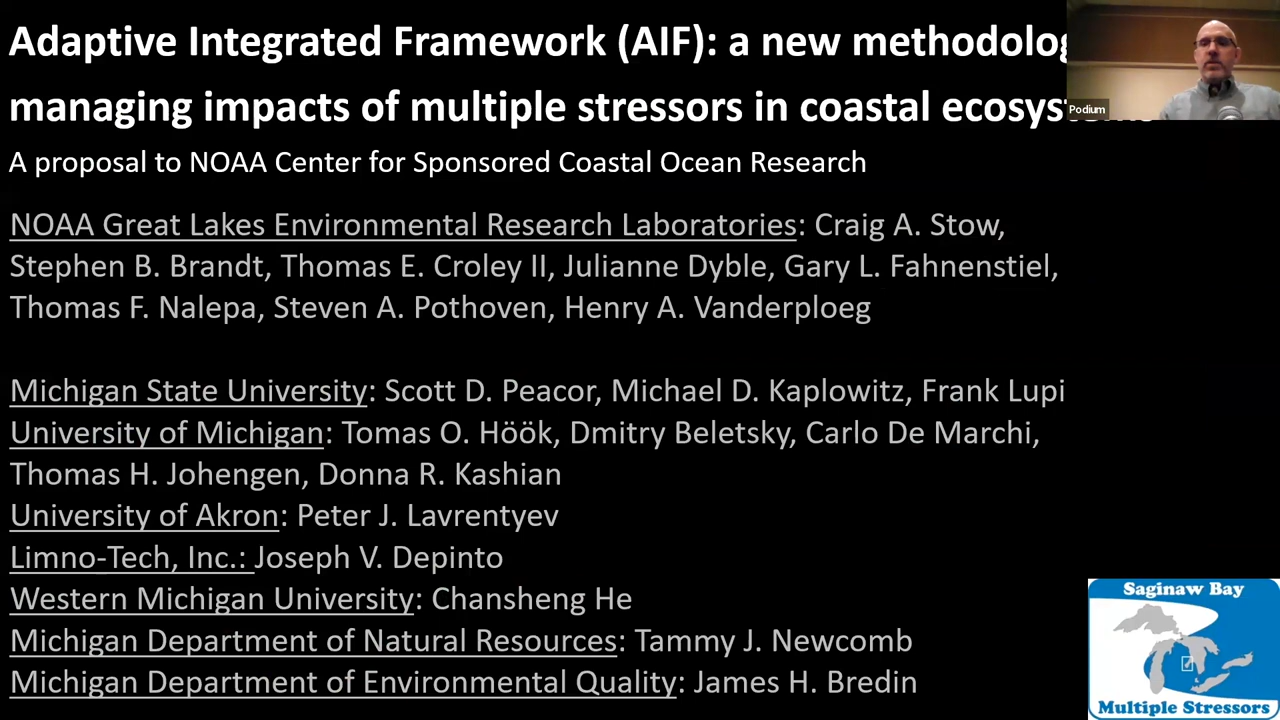 Adaptive Integrated Framework (AIF): a new
managing impacts of multiple stressors in coastal
A proposal to NOAA Center for Sponsored Coastal Ocean Research
NOAA Great Lakes Environmental Research Laboratories: Craig A. Stow,
Stephen B. Brandt, Thomas E. Croley II, Julianne Dyble, Gary L. Fahnenstiel,
Thomas F. Nalepa, Steven A. Pothoven, Henry A. Vanderploeg
Michigan State University: Scott D. Peacor, Michael D. Kaplowitz, Frank Lupi
University of Michigan: Tomas O. Höök, Dmitry Beletsky, Carlo De Marchi,
Thomas H. Johengen, Donna R. Kashian
University of Akron: Peter J. Lavrentyev
Limno-Tech, Inc.: Joseph V. Depinto
Western Michigan University: Chansheng He
Michigan Department of Natural Resources: Tammy J. Newcomb
Michigan Department of Environmental Quality: James H. Bredin
Podium
Saginaw Bay
Multiple Stressors